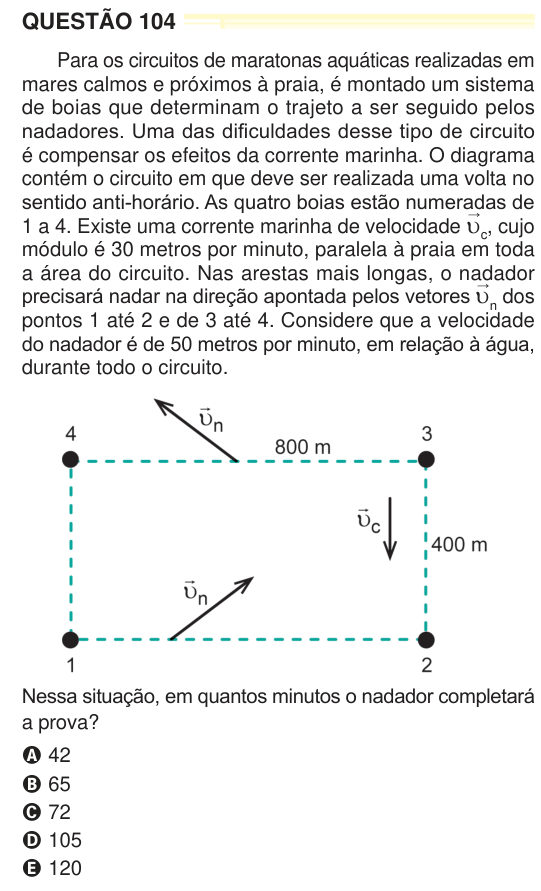 QUESTÃO 104
Para os circuitos de maratonas aquáticas realizadas em
mares calmos e próximos à praia, é montado um sistema
de boias que determinam o trajeto a ser seguido pelos
nadadores. Uma das dificuldades desse tipo de circuito
é compensar os efeitos da corrente marinha. O diagrama
contém o circuito em que deve ser realizada uma volta no
sentido anti-horário. As quatro boias estão numeradas de
1 a 4. Existe uma corrente marinha de velocidade v⃗c, cujo
módulo é 30 metros por minuto, paralela à praia em toda
a área do circuito. Nas arestas mais longas, o nadador
precisará nadar na direção apontada pelos vetores v⃗n dos
pontos 1 até 2 e de 3 até 4. Considere que a velocidade
do nadador é de 50 metros por minuto, em relação à água,
durante todo o circuito.
v⃗n
4
800 m
3
v⃗c
400 m
v⃗n
1
2
Nessa situação, em quantos minutos o nadador completará
a prova?
A 42
B 65
C 72
D 105
E 120